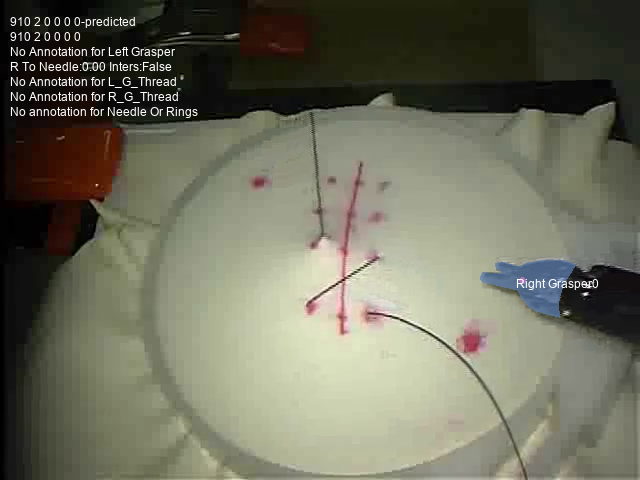 910 2 0 0 0 0-predicted
910 2 0 0 0 0
No Annotation for Left Grasper
R To Needle:0.00 Inters:False
No Annotation for L_G_Thread
No Annotation for R_G_Thread
No annotation for Needle Or Rings
Right Grasper0